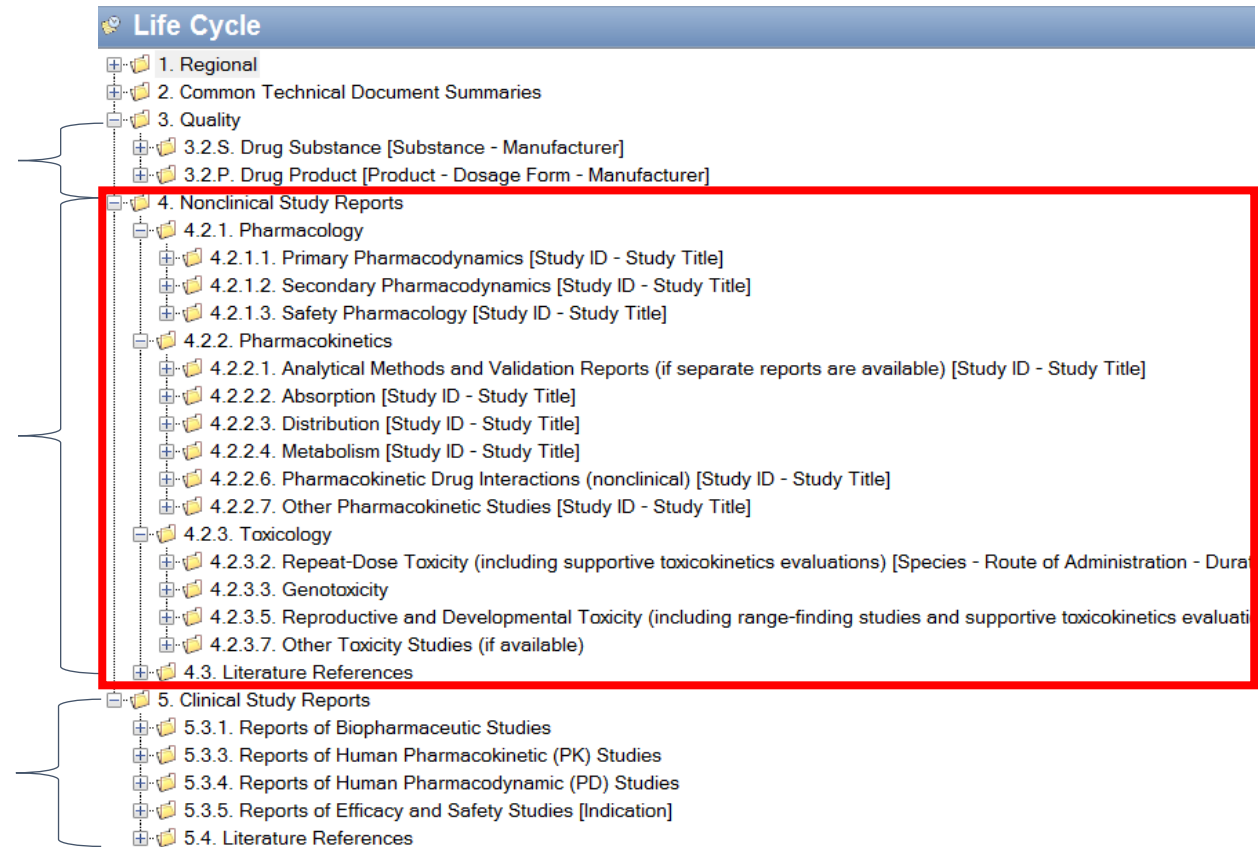 Life Cycle
1. Regional
2. Common Technical Document Summaries
3. Quality
3.2.S. Drug Substance [Substance - Manufacturer]
3.2.P. Drug Product [Product - Dosage Form - Manufacturer]
4. Nonclinical Study Reports
4.2.1. Pharmacology
4.2.1.1. Primary Pharmacodynamics [Study ID - Study Title]
4.2.1.2. Secondary Pharmacodynamics [Study ID - Study Title]
4.2.1.3. Safety Pharmacology [Study ID - Study Title]
4.2.2. Pharmacokinetics
4.2.2.1. Analytical Methods and Validation Reports (if separate reports are available) [Study ID - Study Title]
4.2.2.2. Absorption [Study ID - Study Title]
4.2.2.3. Distribution [Study ID - Study Title]
4.2.2.4. Metabolism [Study ID - Study Title]
4.2.2.6. Pharmacokinetic Drug Interactions (nonclinical) [Study ID - Study Title]
4.2.2.7. Other Pharmacokinetic Studies [Study ID - Study Title]
4.2.3. Toxicology
4.2.3.2. Repeat-Dose Toxicity (including supportive toxicokinetics evaluations) [Species - Route of Administration - Durat
4.2.3.3. Genotoxicity
4.2.3.5. Reproductive and Developmental Toxicity (including range-finding studies and supportive toxicokinetics evaluati
4.2.3.7. Other Toxicity Studies (if available)
4.3. Literature References
5. Clinical Study Reports
5.3.1. Reports of Biopharmaceutic Studies
5.3.3. Reports of Human Pharmacokinetic (PK) Studies
5.3.4. Reports of Human Pharmacodynamic (PD) Studies
5.3.5. Reports of Efficacy and Safety Studies [Indication]
5.4. Literature References